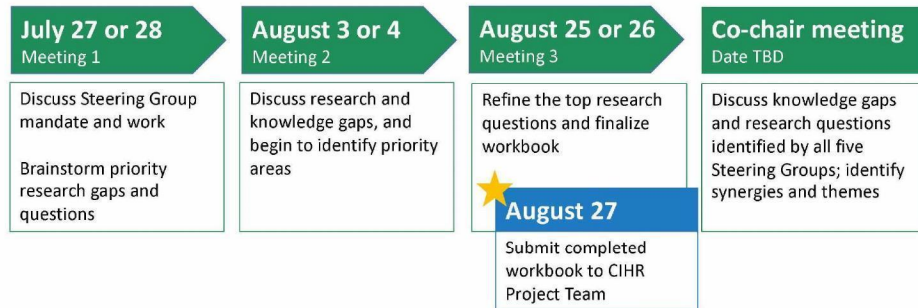 July 27 or 28
Meeting 1
Discuss Steering Group
mandate and work
Brainstorm priority
research gaps and
questions
August 3 or 4
Meeting 2
Discuss research and
knowledge gaps, and
begin to identify priority
areas
August 25 or 26
Meeting 3
Refine the top research
questions and finalize
workbook
August 27
Submit completed
workbook to CIHR
Project Team
Co-chair meeting
Date TBD
Discuss knowledge gaps
and research questions
identified by all five
Steering Groups; identify
synergies and themes